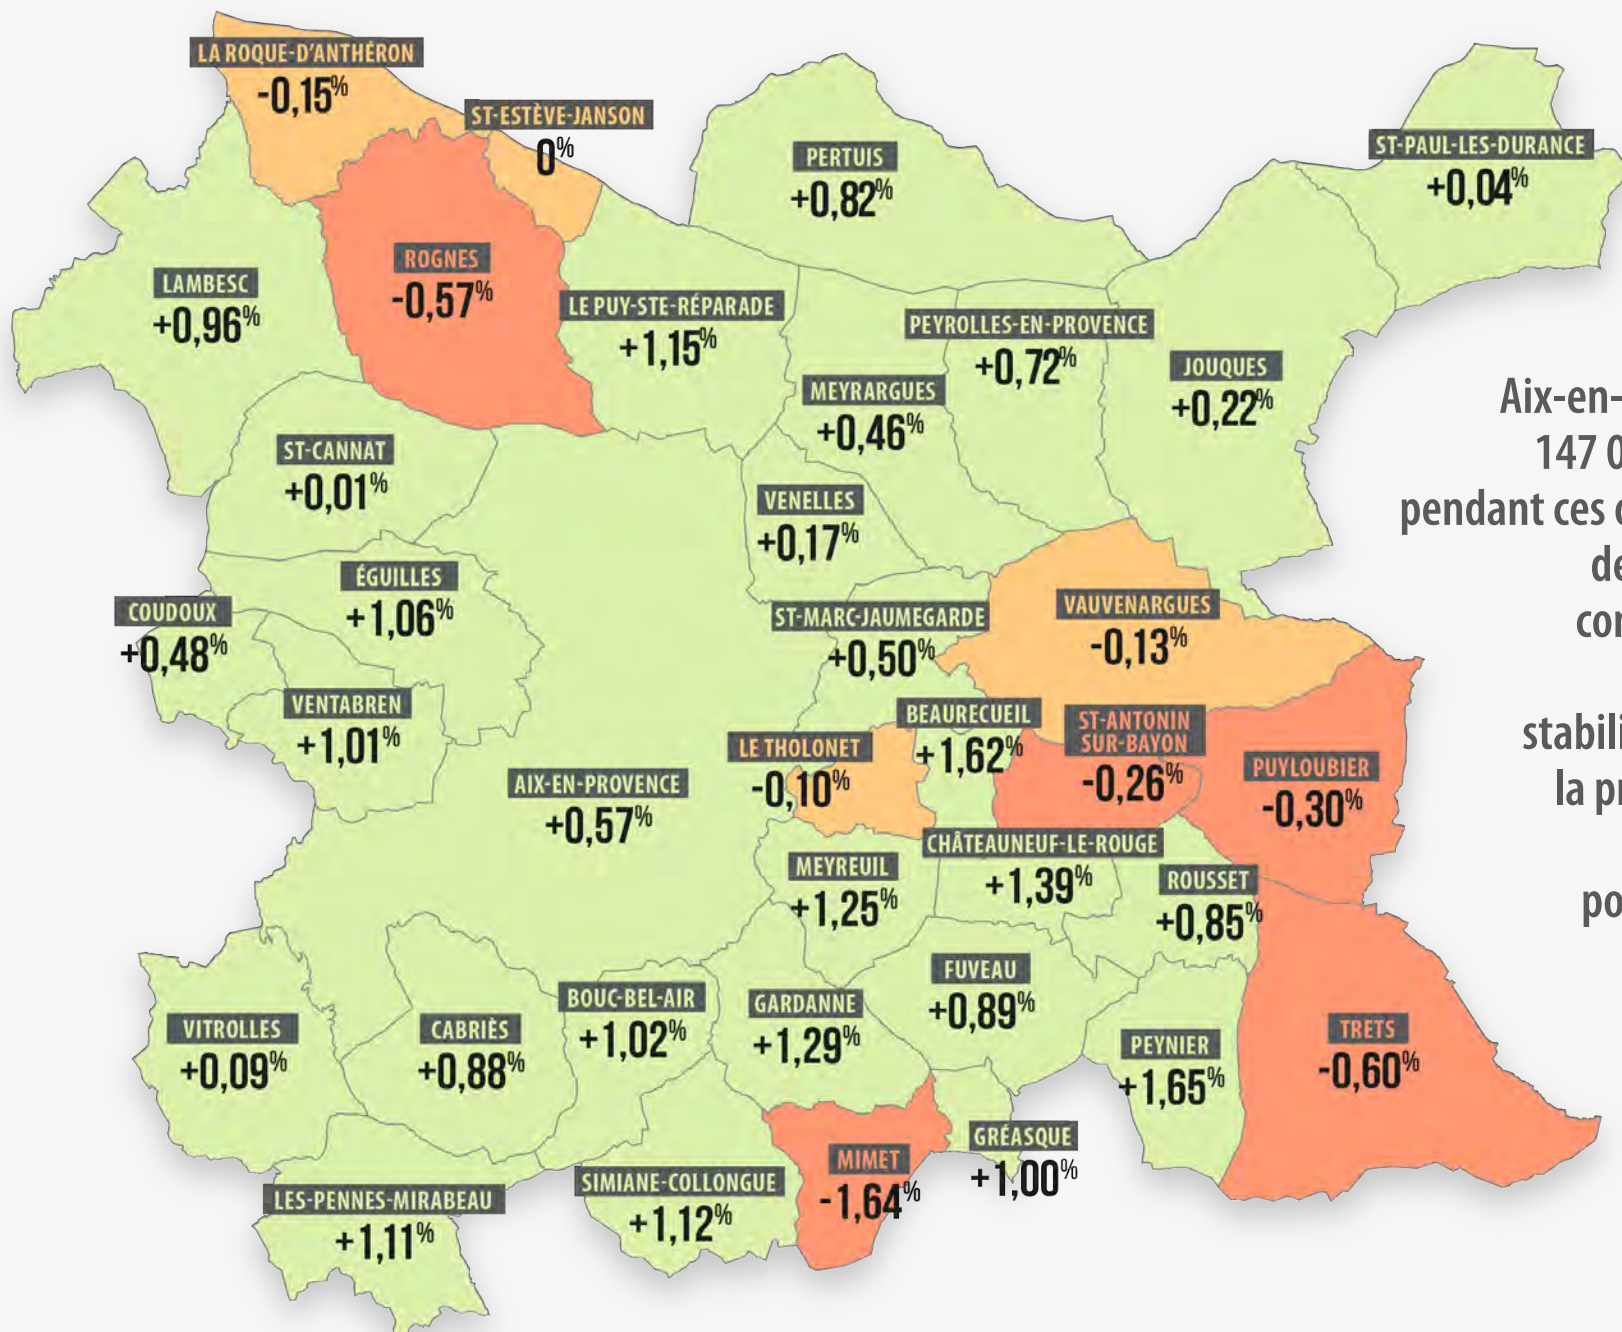 LA ROQUE-D'ANTHÉRON
-0,15%
ST-ESTÈVE-JANSON
0%
PERTUIS
+0,82%
ST-PAUL-LES-DURANCE
+0,04%
LAMBESC
+0,96%
ROGNES
-0,57%
LE PUY-STE-RÉPARADE
+1,15%
PEYROLLES-EN-PROVENCE
+0,72%
MEYRARGUES
+0,46%
JOUQUES
+0,22%
ST-CANNAT
+0,01%
VENELLES
+0,17%
ÉGUILLES
+1,06%
COUDOUX
+0,48%
ST-MARC-JAUMEGARDE
+0,50%
VAUVENARGUES
-0,13%
VENTABREN
+1,01%
AIX-EN-PROVENCE
+0,57%
LE THOLONET
-0,10%
BEAURECUEIL
+1,62%
ST-ANTONIN
SUR-BAYON
-0,26%
PUYLOUBIER
-0,30%
MEYREUIL
+1,25%
CHÂTEAUNEUF-LE-ROUGE
+1,39%
ROUSSET
+0,85%
VITROLLES
+0,09%
CABRIÈS
+0,88%
BOUC-BEL-AIR
+1,02%
GARDANNE
+1,29%
FUVEAU
+0,89%
PEYNIER
+1,65%
TRETS
-0,60%
LES-PENNES-MIRABEAU
+1,11%
SIMIANE-COLLONGUE
+1,12%
MIMET
-1,64%
GRÉASQUE
+1,00%
Aix-en-
147 0
pendant ces
de
con
stabili
la pr
po